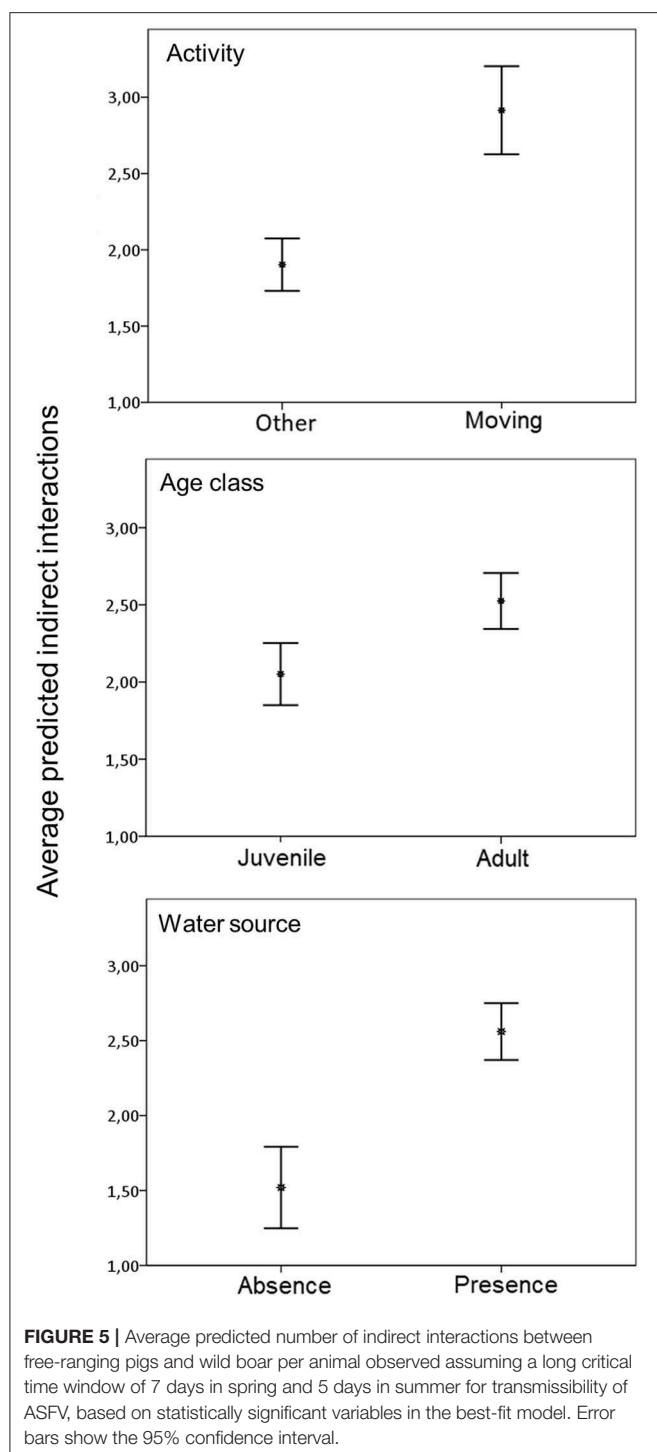 Average predicted indirect interactions
Activity
3,00
2,50
2,00
1,50
1,00
Other Moving
Age class
3,00
2,50
2,00
1,50
1,00
Juvenile Adult
Water source
3,00
2,50
2,00
1,50
1,00
Absence Presence
FIGURE 5 | Average predicted number of indirect interactions between
free-ranging pigs and wild boar per animal observed assuming a long critical
time window of 7 days in spring and 5 days in summer for transmissibility of
ASFV, based on statistically significant variables in the best-fit model. Error
bars show the 95% confidence interval.